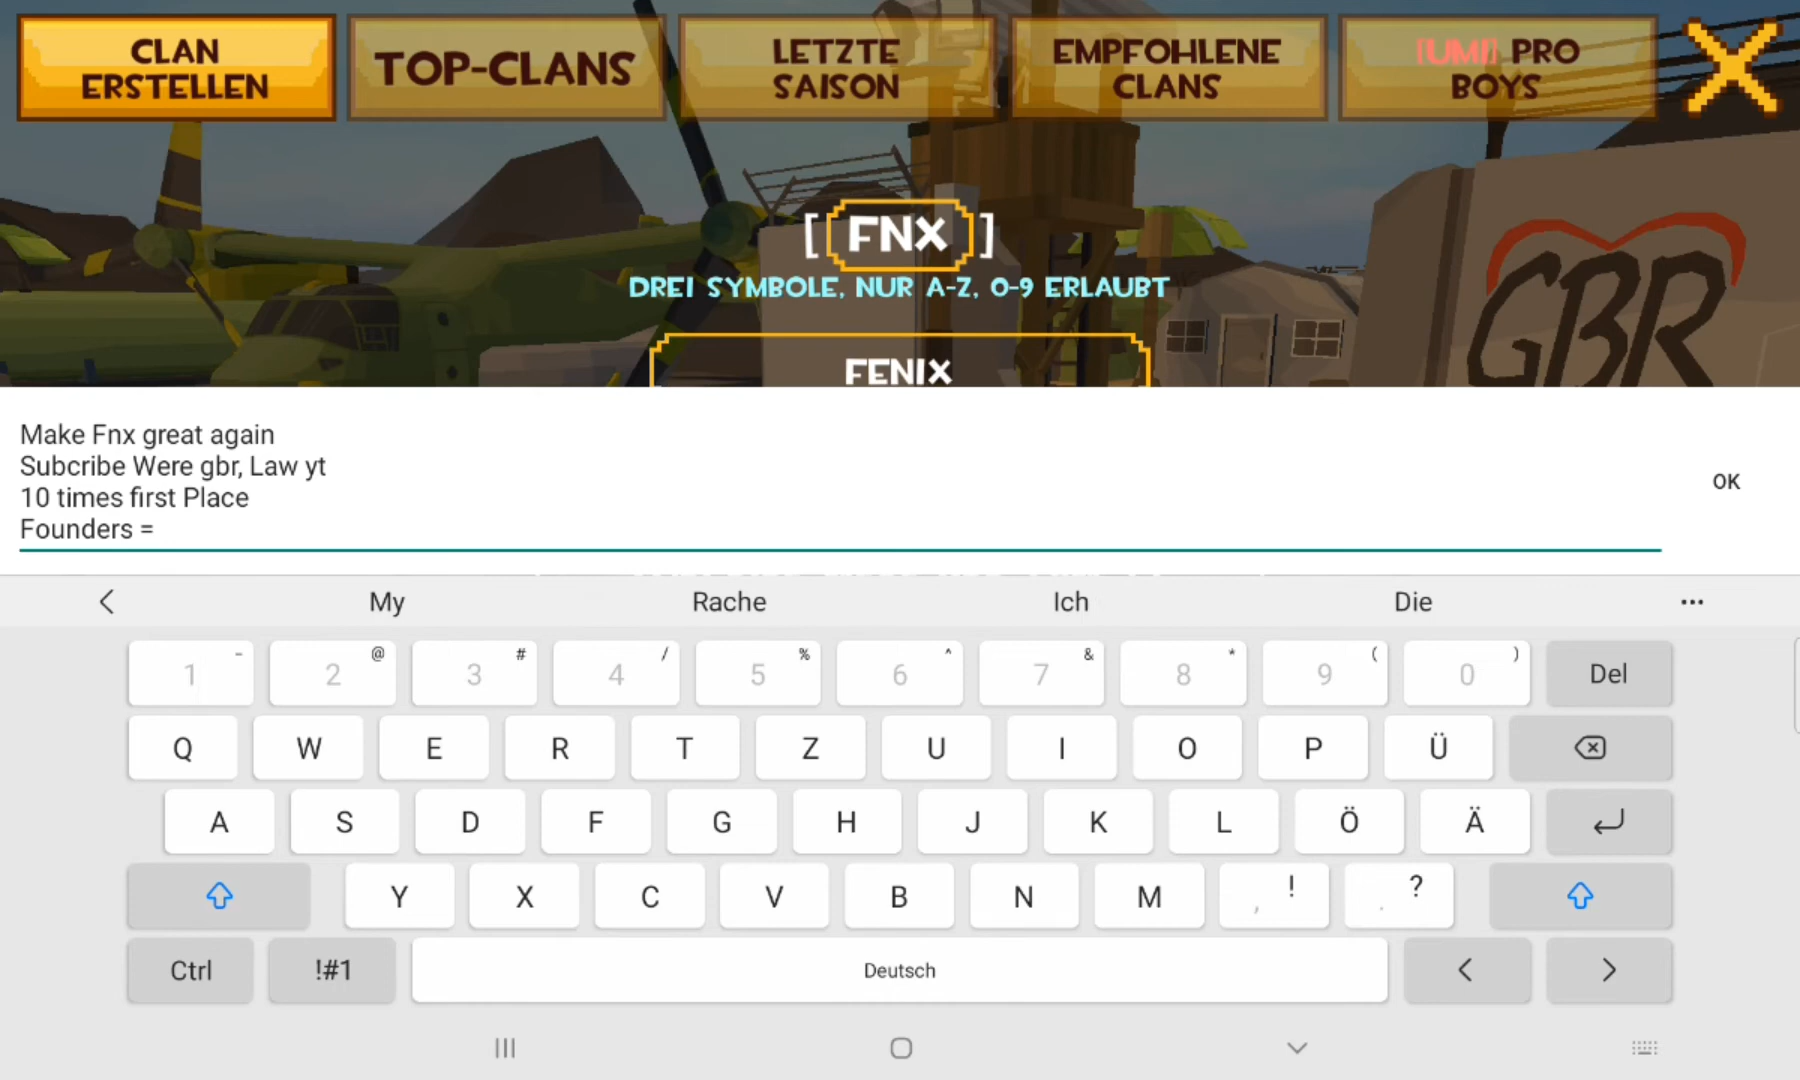 CLAN ERSTELLEN
TOP-CLANS
LETZTE SAISON
EMPFOHLENE CLANS
[UMI] PRO BOYS
[FNX]
DREI SYMBOLE, NUR A-Z, 0-9 ERLAUBT
FENIX
GBR
Make Fnx great again
Subcribe Were gbr, Law yt
10 times first Place
Founders =
OK
My Rache Ich Die ...
1 - 2 @ 3 # 4 / 5 % 6 ^ 7 & 8 * 9 ( 0 ) Del
Q W E R T Z U I O P Ü
A S D F G H J K L Ö Ä
Y X C V B N M , ! . ?
Ctrl !#1 Deutsch < >